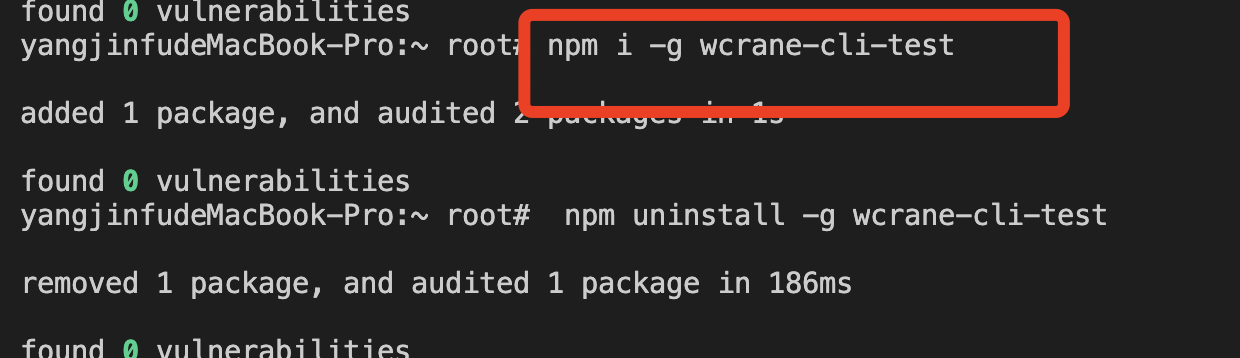 found 0 vulnerabilities
yangjinfudeMacBook-Pro:~ root# npm i -g wcrane-cli-test
added 1 package, and audited 2 packages in 1s
found 0 vulnerabilities
yangjinfudeMacBook-Pro:~ root#  npm uninstall -g wcrane-cli-test
removed 1 package, and audited 1 package in 186ms
found 0 vulnerabilities